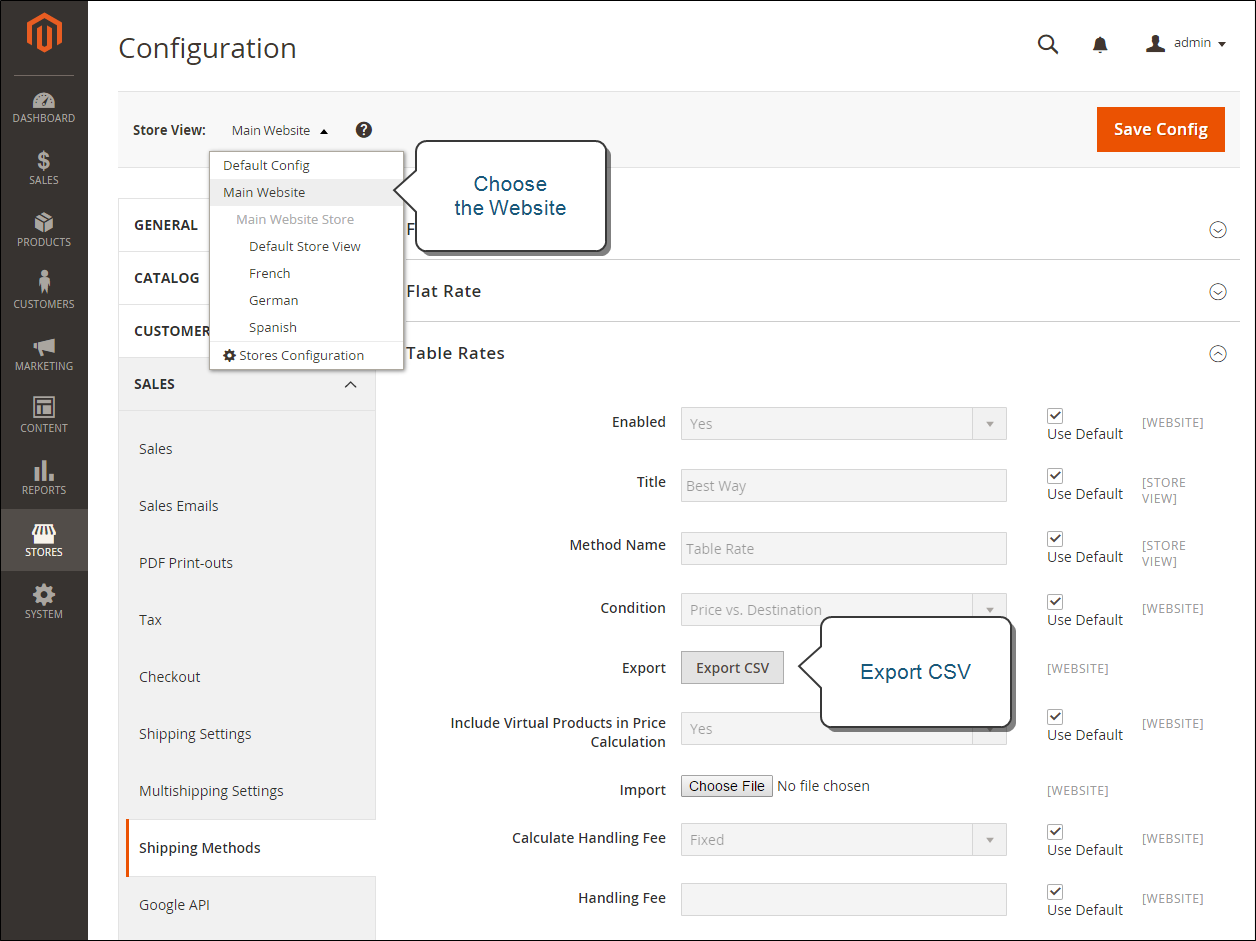 Configuration
admin
DASHBOARD
SALES
PRODUCTS
CUSTOMERS
MARKETING
CONTENT
REPORTS
STORES
SYSTEM
Store View:
Main Website
?
Save Config
Default Config
Main Website
Main Website Store
Default Store View
French
German
Spanish
Stores Configuration
Choose
the Website
GENERAL
CATALOG
CUSTOMER
SALES
Sales
Sales Emails
PDF Print-outs
Tax
Checkout
Shipping Settings
Multishipping Settings
Shipping Methods
Google API
F
Flat Rate
Table Rates
Enabled
Yes
Use Default
[WEBSITE]
Title
Best Way
Use Default
[STORE
VIEW]
Method Name
Table Rate
Use Default
[STORE
VIEW]
Condition
Price vs. Destination
Use Default
[WEBSITE]
Export
Export CSV
Export CSV
[WEBSITE]
Include Virtual Products in Price
Calculation
Yes
Use Default
[WEBSITE]
Import
Choose File No file chosen
[WEBSITE]
Calculate Handling Fee
Fixed
Use Default
[WEBSITE]
Handling Fee
Use Default
[WEBSITE]